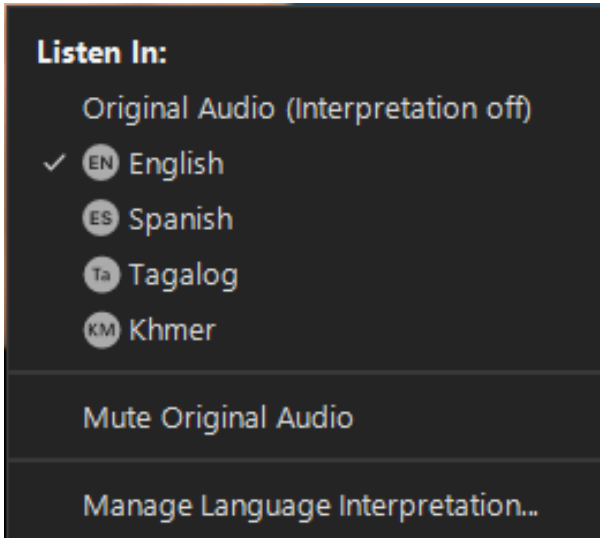 Listen In:
Original Audio (Interpretation off)
EN English
ES Spanish
Ta Tagalog
KM Khmer
Mute Original Audio
Manage Language Interpretation...